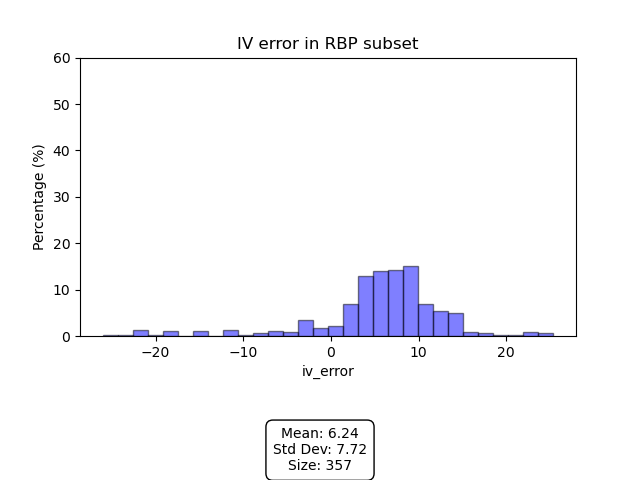 IV error in RBP subset
60
50
40
30
20
10
0
Percentage (%)
−20
−10
0
10
20
iv_error
Mean: 6.24
Std Dev: 7.72
Size: 357